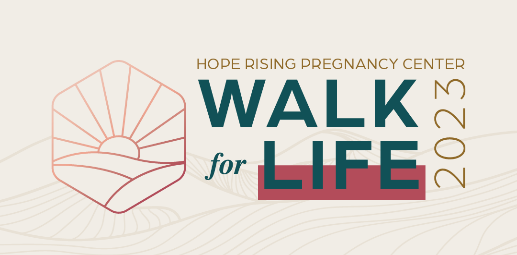 HOPE RISING PREGNANCY CENTER
WALK
for LIFE
2023